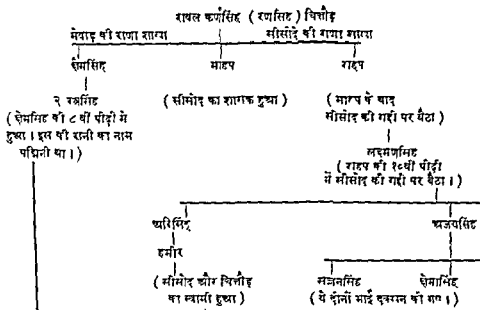 रावल कर्णसिंह (रणसिंह) चित्तौड़
मेवाड़ की राणा शाखा सीसोदे की राणा शाखा
क्षेमसिंह माहप राहप
२ रत्नसिंह
(क्षेमसिंह की ८ वीं पीढ़ी में
हुआ। इस की रानी का नाम
पद्मिनी था।)
(सीसोद का शासक हुआ)
(माहप के बाद
सीसोद की गद्दी पर बैठा)
लक्ष्मणसिंह
(राहप की १८वीं पीढ़ी
में सीसोद की गद्दी पर बैठा।)
अरिसिंह अजयसिंह
हमीर
(सीसोद और चित्तौड़
का स्वामी हुआ)
सज्जनसिंह क्षेमसिंह
(ये दोनों भाई दक्खन को गए।)